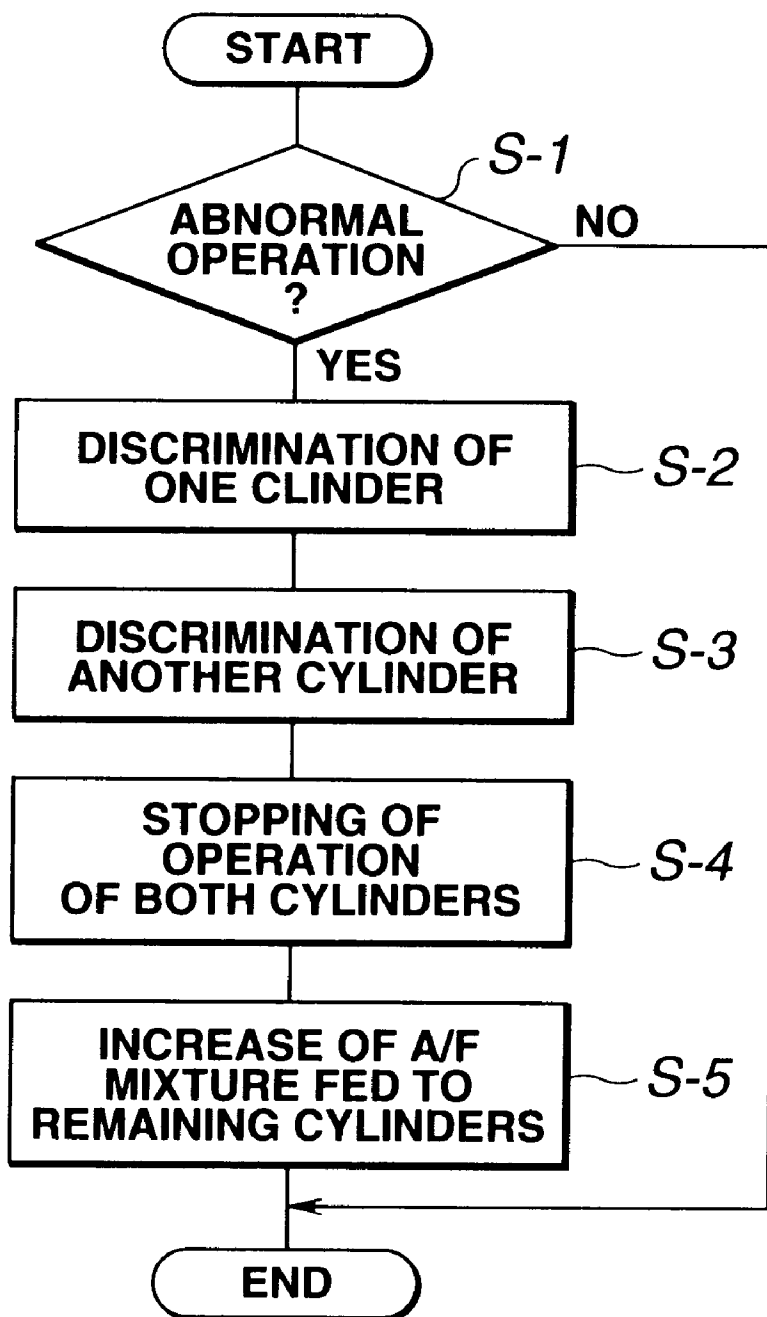 START
S-1
ABNORMAL
OPERATION
?
NO
YES
DISCRIMINATION OF
ONE CLINDER
S-2
DISCRIMINATION OF
ANOTHER CYLINDER
S-3
STOPPING OF
OPERATION
OF BOTH CYLINDERS
S-4
INCREASE OF A/F
MIXTURE FED TO
REMAINING CYLINDERS
S-5
END